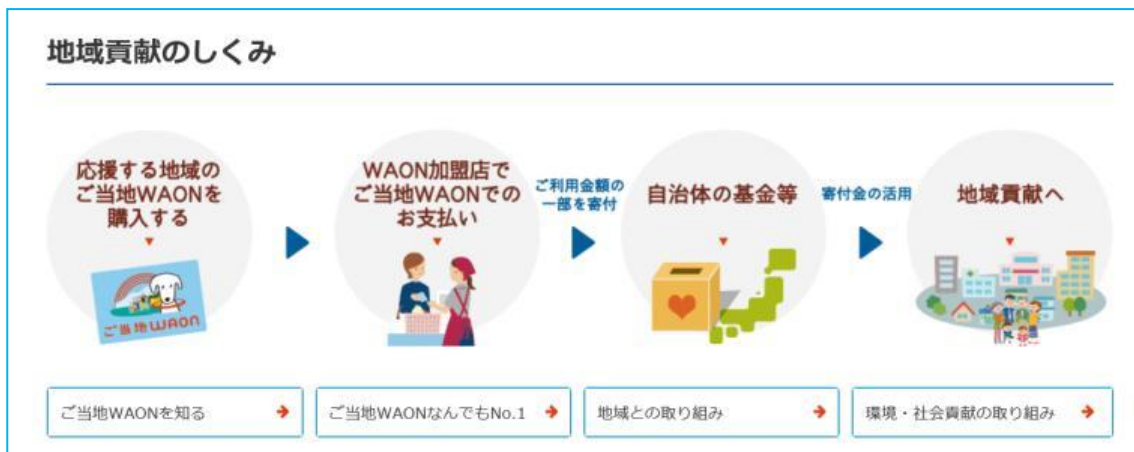 地域貢献のしくみ
応援する地域の
ご当地WAONを
購入する
ご当地WAON
WAON加盟店で
ご当地WAONでの
お支払い
ご利用金額の
一部を寄付
自治体の基金等
寄付金の活用
地域貢献へ
ご当地WAONを知る
ご当地WAONなんでもNo.1
地域との取り組み
環境・社会貢献の取り組み